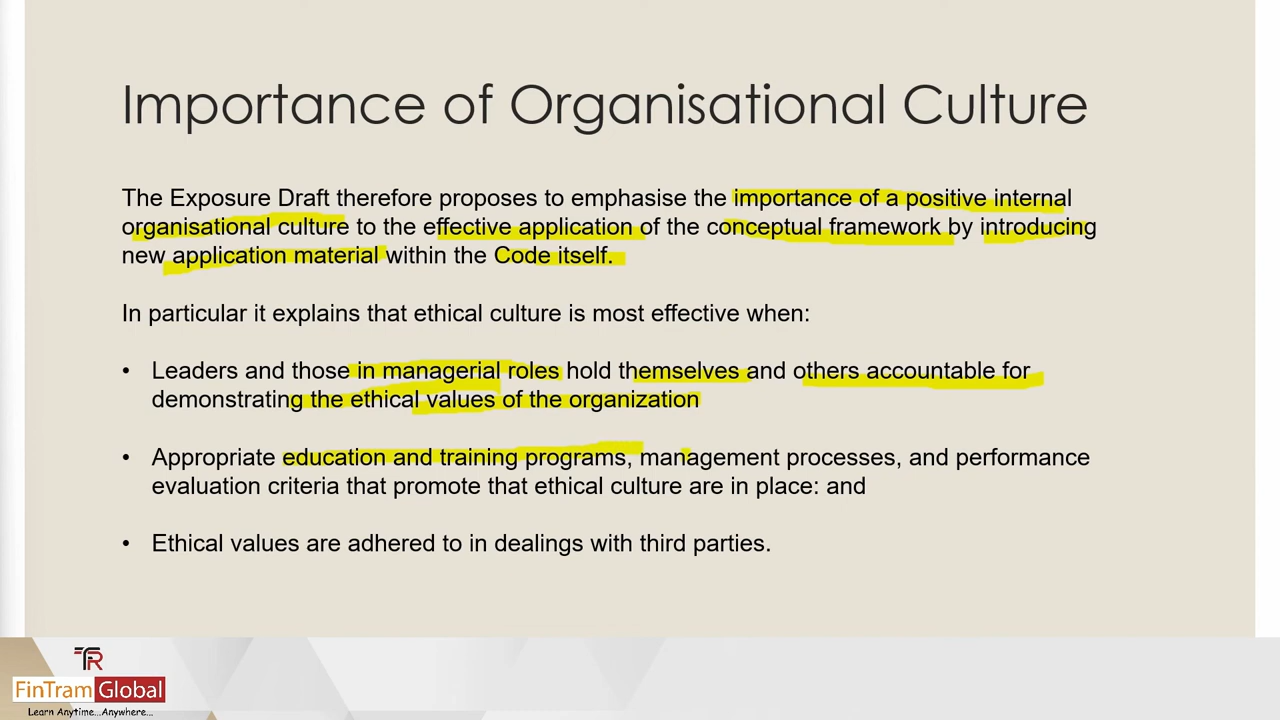 Importance of Organisational Culture
The Exposure Draft therefore proposes to emphasise the importance of a positive internal
organisational culture to the effective application of the conceptual framework by introducing
new application material within the Code itself.
In particular it explains that ethical culture is most effective when:
• Leaders and those in managerial roles hold themselves and others accountable for
demonstrating the ethical values of the organization
• Appropriate education and training programs, management processes, and performance
evaluation criteria that promote that ethical culture are in place: and
• Ethical values are adhered to in dealings with third parties.
FinTram Global
Learn Anytime...Anywhere...